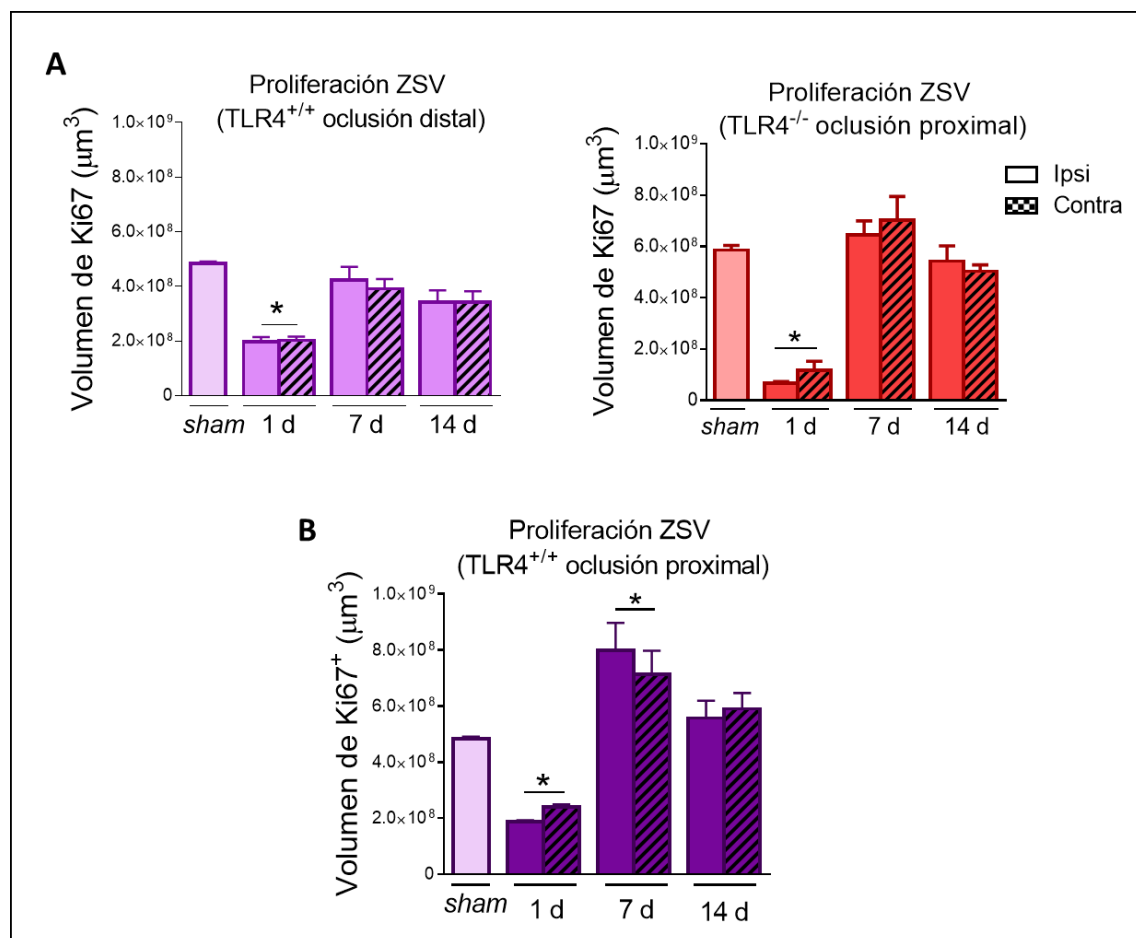 A
Proliferación ZSV
(TLR4+/+ oclusión distal)
Volumen de Ki67 (μm3)
1.0×10⁹
8.0×10⁸
6.0×10⁸
4.0×10⁸
2.0×10⁸
0
*
sham 1 d 7 d 14 d
Proliferación ZSV
(TLR4-/- oclusión proximal)
Volumen de Ki67 (μm3)
1.0×10⁹
8.0×10⁸
6.0×10⁸
2.0×10⁸
0
*
sham 1 d 7 d 14 d
Ipsi
Contra
B
Proliferación ZSV
(TLR4+/+ oclusión proximal)
Volumen de Ki67+ (μm3)
1.0×10⁹
8.0×10⁸
6.0×10⁸
4.0×10⁸
2.0×10⁸
0
*
*
sham 1 d 7 d 14 d